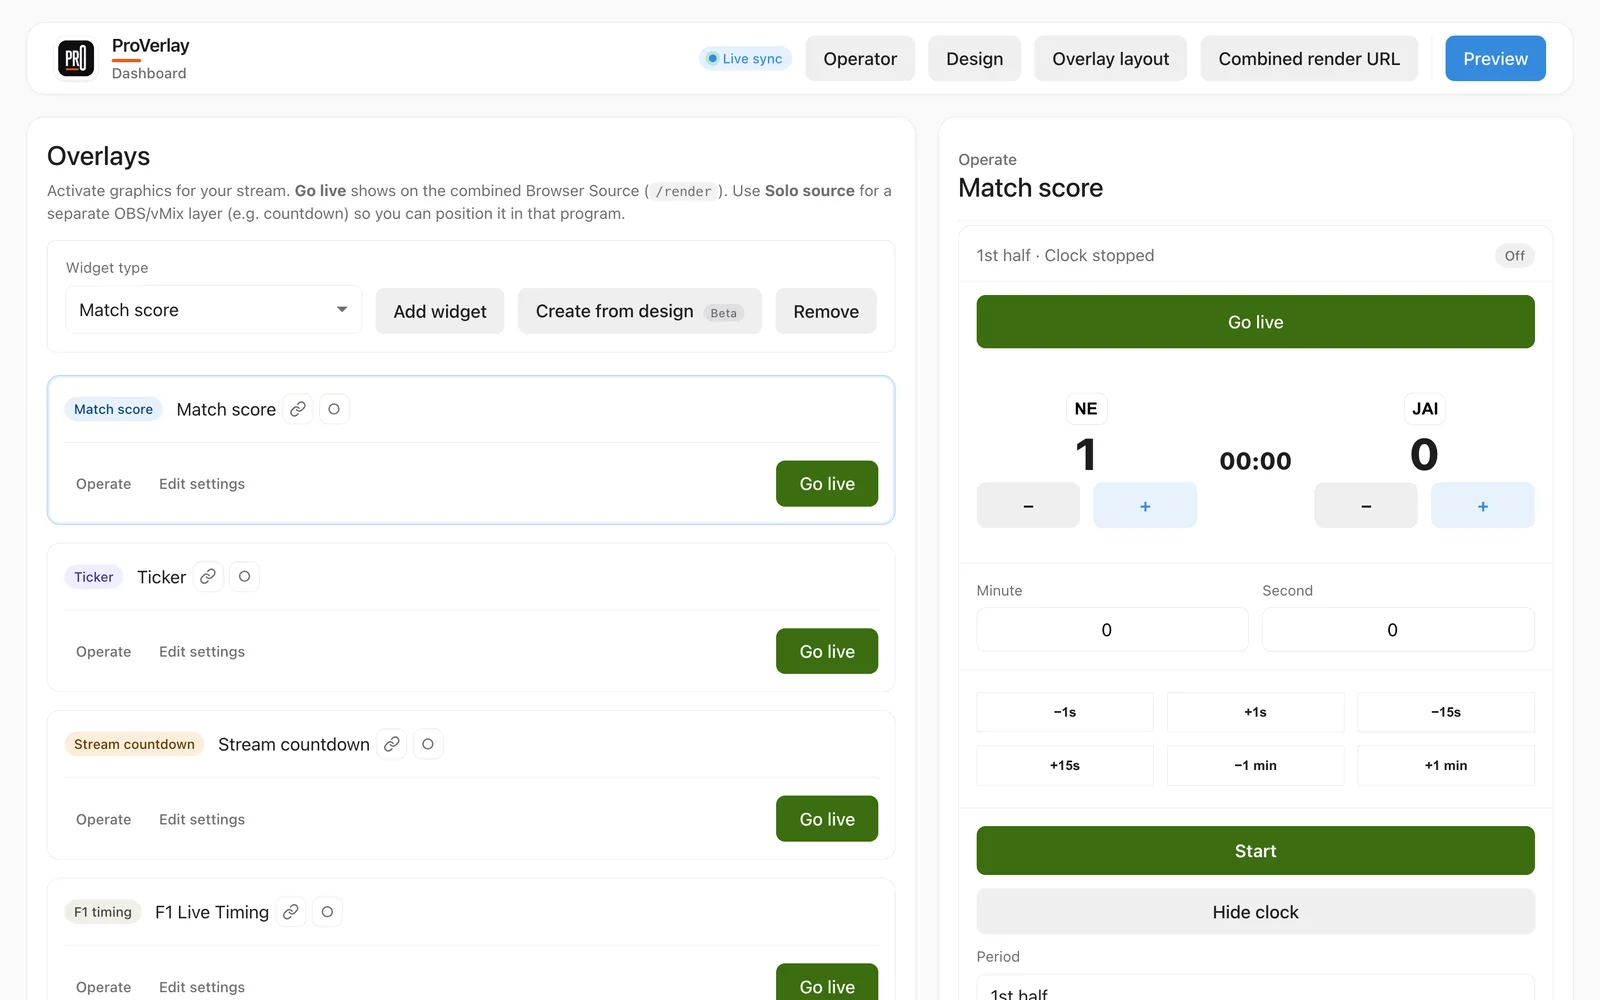 PRO
ProVerlay
Dashboard
Live sync
Operator
Design
Overlay layout
Combined render URL
Preview
Overlays
Activate graphics for your stream. Go live shows on the combined Browser Source ( /render ). Use Solo source for a
separate OBS/vMix layer (e.g. countdown) so you can position it in that program.
Widget type
Match score
Add widget
Create from design Beta
Remove
Match score Match score
Operate Edit settings Go live
Ticker Ticker
Operate Edit settings Go live
Stream countdown Stream countdown
Operate Edit settings Go live
F1 timing F1 Live Timing
Operate Edit settings Go live
Operate
Match score
1st half · Clock stopped Off
Go live
NE JAI
1 00:00 0
− + − +
Minute Second
0 0
−1s +1s −15s
+15s −1 min +1 min
Start
Hide clock
Period
1st half